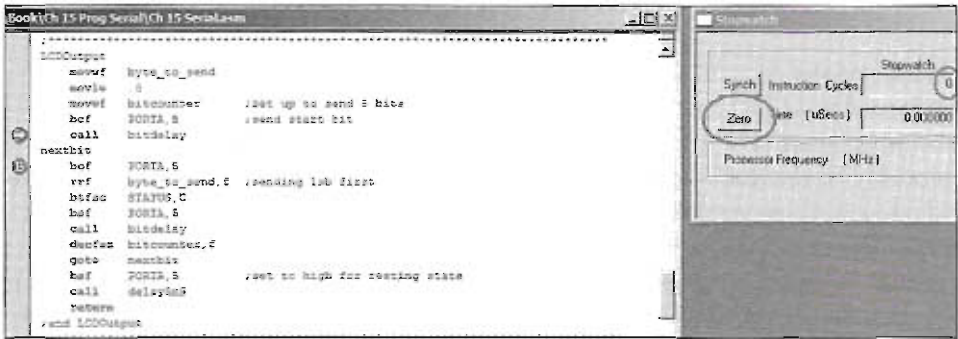 Book\Ch 15 Prog Serial\Ch 15 Serial.asm
LCDOutput
movwf byte_to_send
movlw .8
movwf bitcounter ;set up to send 8 bits
bcf PORTA,5 ;send start bit
call bitdelay
nextbit
bcf PORTA,5
rrf byte_to_send,f ;sending lsb first
btfsc STATUS,C
bsf PORTA,5
call bitdelay
decfsz bitcounter,f
goto nextbit
bsf PORTA,5 ;set to high for resting state
call delay5mS
return
;end LCDOutput
B
Stopwatch
Stopwatch
Synch Instruction Cycles 0
Zero (uSecs) 0.000000
Processor Frequency (MHz)